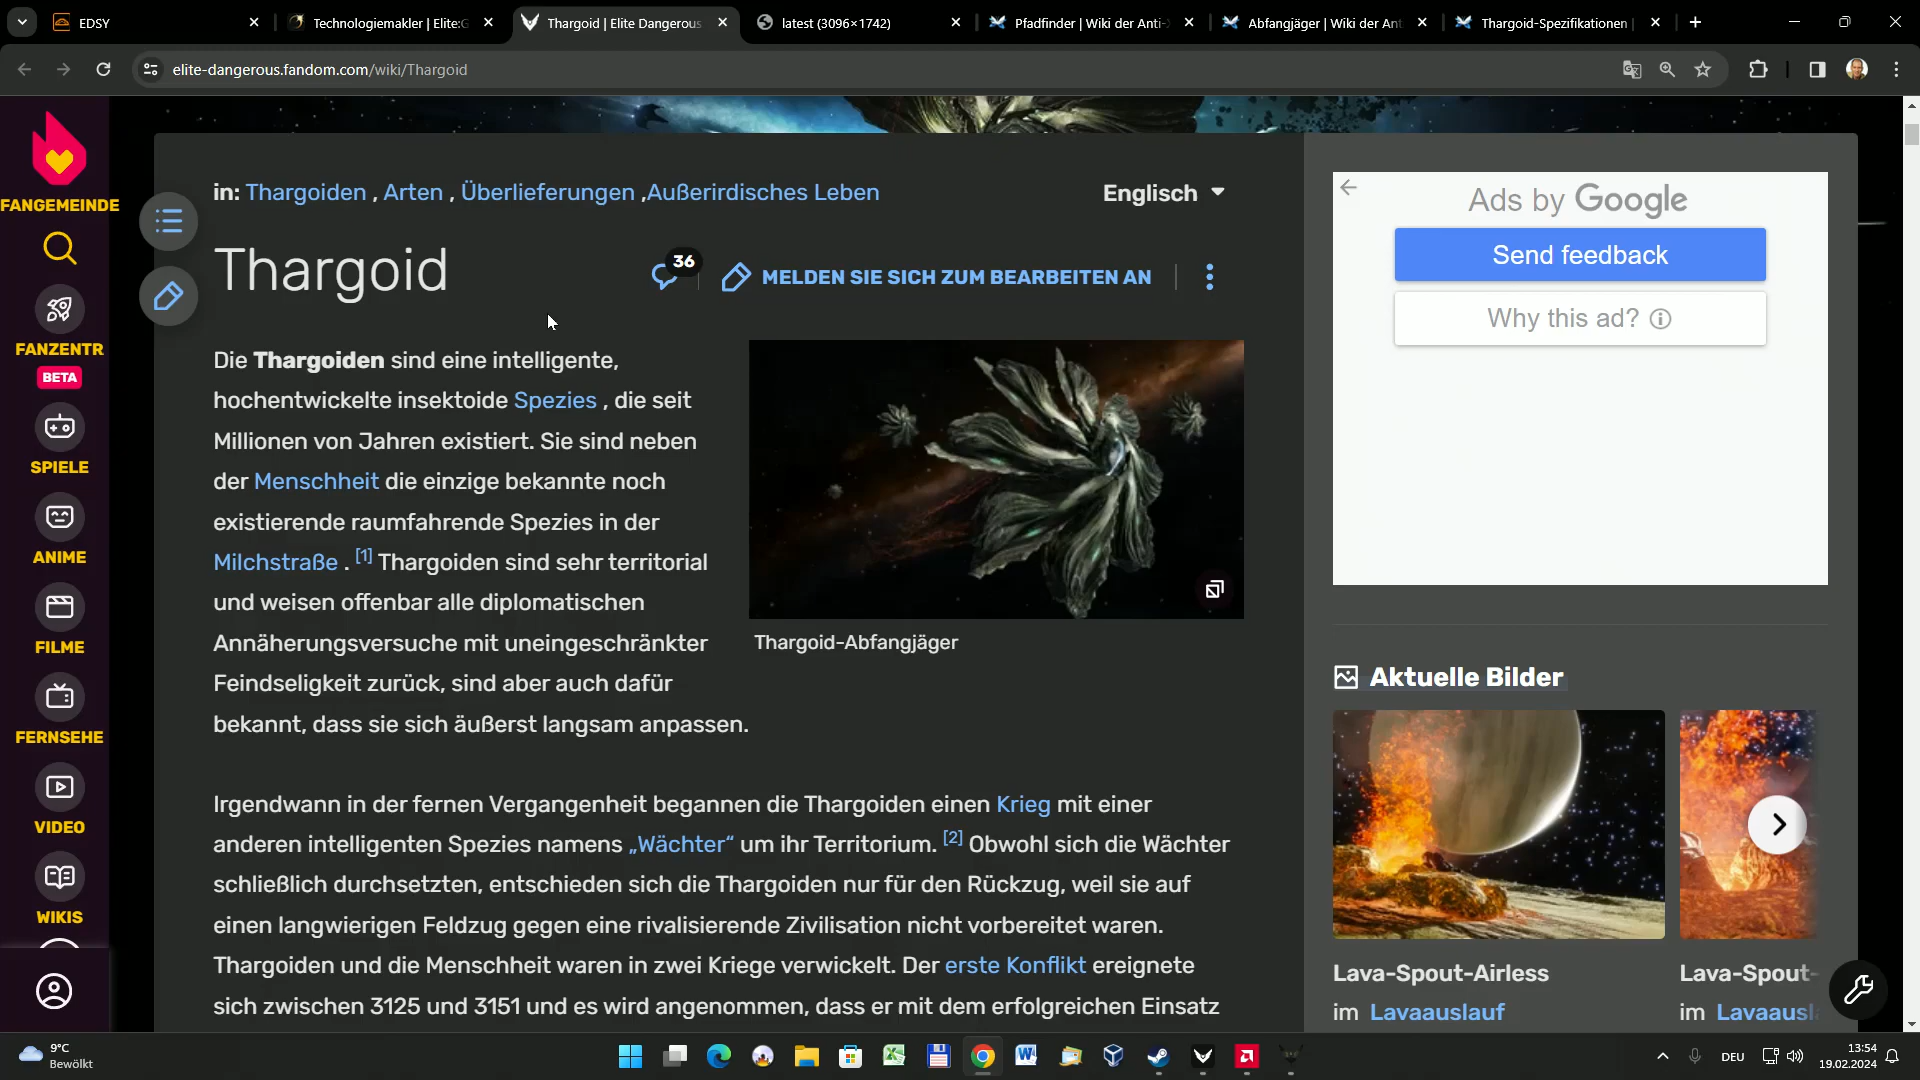 EDSY
Technologiemakler | Elite:G
Thargoid | Elite Dangerous
latest (3096×1742)
Pfadfinder | Wiki der Anti-X
Abfangjäger | Wiki der Ant
Thargoid-Spezifikationen |
elite-dangerous.fandom.com/wiki/Thargoid
FANGEMEINDE
FANZENTR
BETA
SPIELE
ANIME
FILME
FERNSEHE
VIDEO
WIKIS
in: Thargoiden , Arten , Überlieferungen ,Außerirdisches Leben
Englisch
Thargoid
36
MELDEN SIE SICH ZUM BEARBEITEN AN
Die Thargoiden sind eine intelligente,
hochentwickelte insektoide Spezies , die seit
Millionen von Jahren existiert. Sie sind neben
der Menschheit die einzige bekannte noch
existierende raumfahrende Spezies in der
Milchstraße . [1] Thargoiden sind sehr territorial
und weisen offenbar alle diplomatischen
Annäherungsversuche mit uneingeschränkter
Feindseligkeit zurück, sind aber auch dafür
bekannt, dass sie sich äußerst langsam anpassen.
Thargoid-Abfangjäger
Irgendwann in der fernen Vergangenheit begannen die Thargoiden einen Krieg mit einer
anderen intelligenten Spezies namens „Wächter“ um ihr Territorium. [2] Obwohl sich die Wächter
schließlich durchsetzten, entschieden sich die Thargoiden nur für den Rückzug, weil sie auf
einen langwierigen Feldzug gegen eine rivalisierende Zivilisation nicht vorbereitet waren.
Thargoiden und die Menschheit waren in zwei Kriege verwickelt. Der erste Konflikt ereignete
sich zwischen 3125 und 3151 und es wird angenommen, dass er mit dem erfolgreichen Einsatz
Ads by Google
Send feedback
Why this ad?
Aktuelle Bilder
Lava-Spout-Airless
im Lavaauslauf
Lava-Spout-
im Lavaausl
9°C
Bewölkt
DEU
13:54
19.02.2024